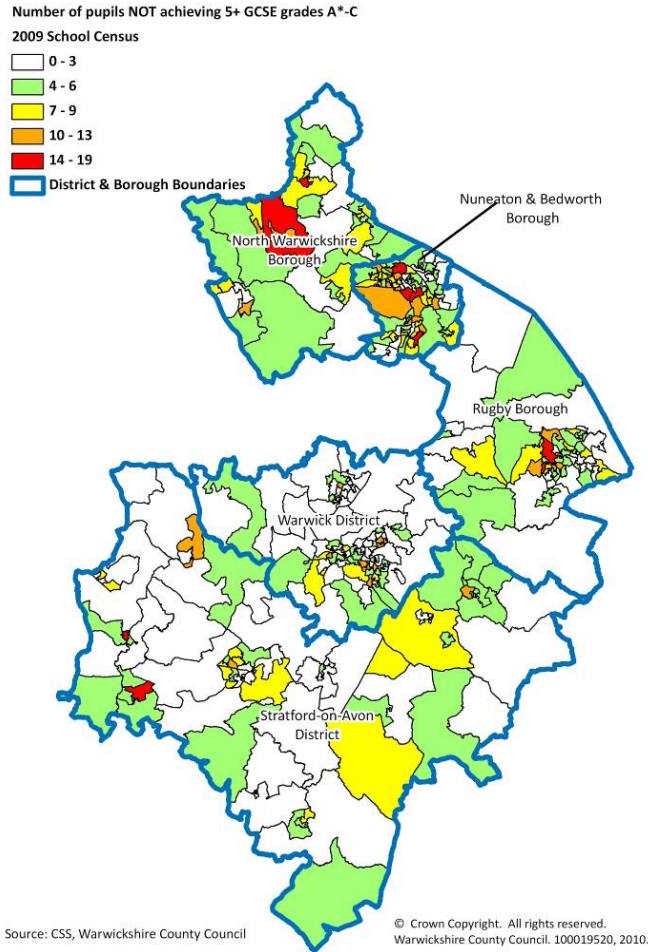 Number of pupils NOT achieving 5+ GCSE grades A*-C
2009 School Census
0 - 3
4 - 6
7 - 9
10 - 13
14 - 19
District & Borough Boundaries
Nuneaton & Bedworth
Borough
North Warwickshire
Borough
Rugby Borough
Warwick District
Stratford-on-Avon
District
Source: CSS, Warwickshire County Council
© Crown Copyright. All rights reserved.
Warwickshire County Council. 100019520, 2010.